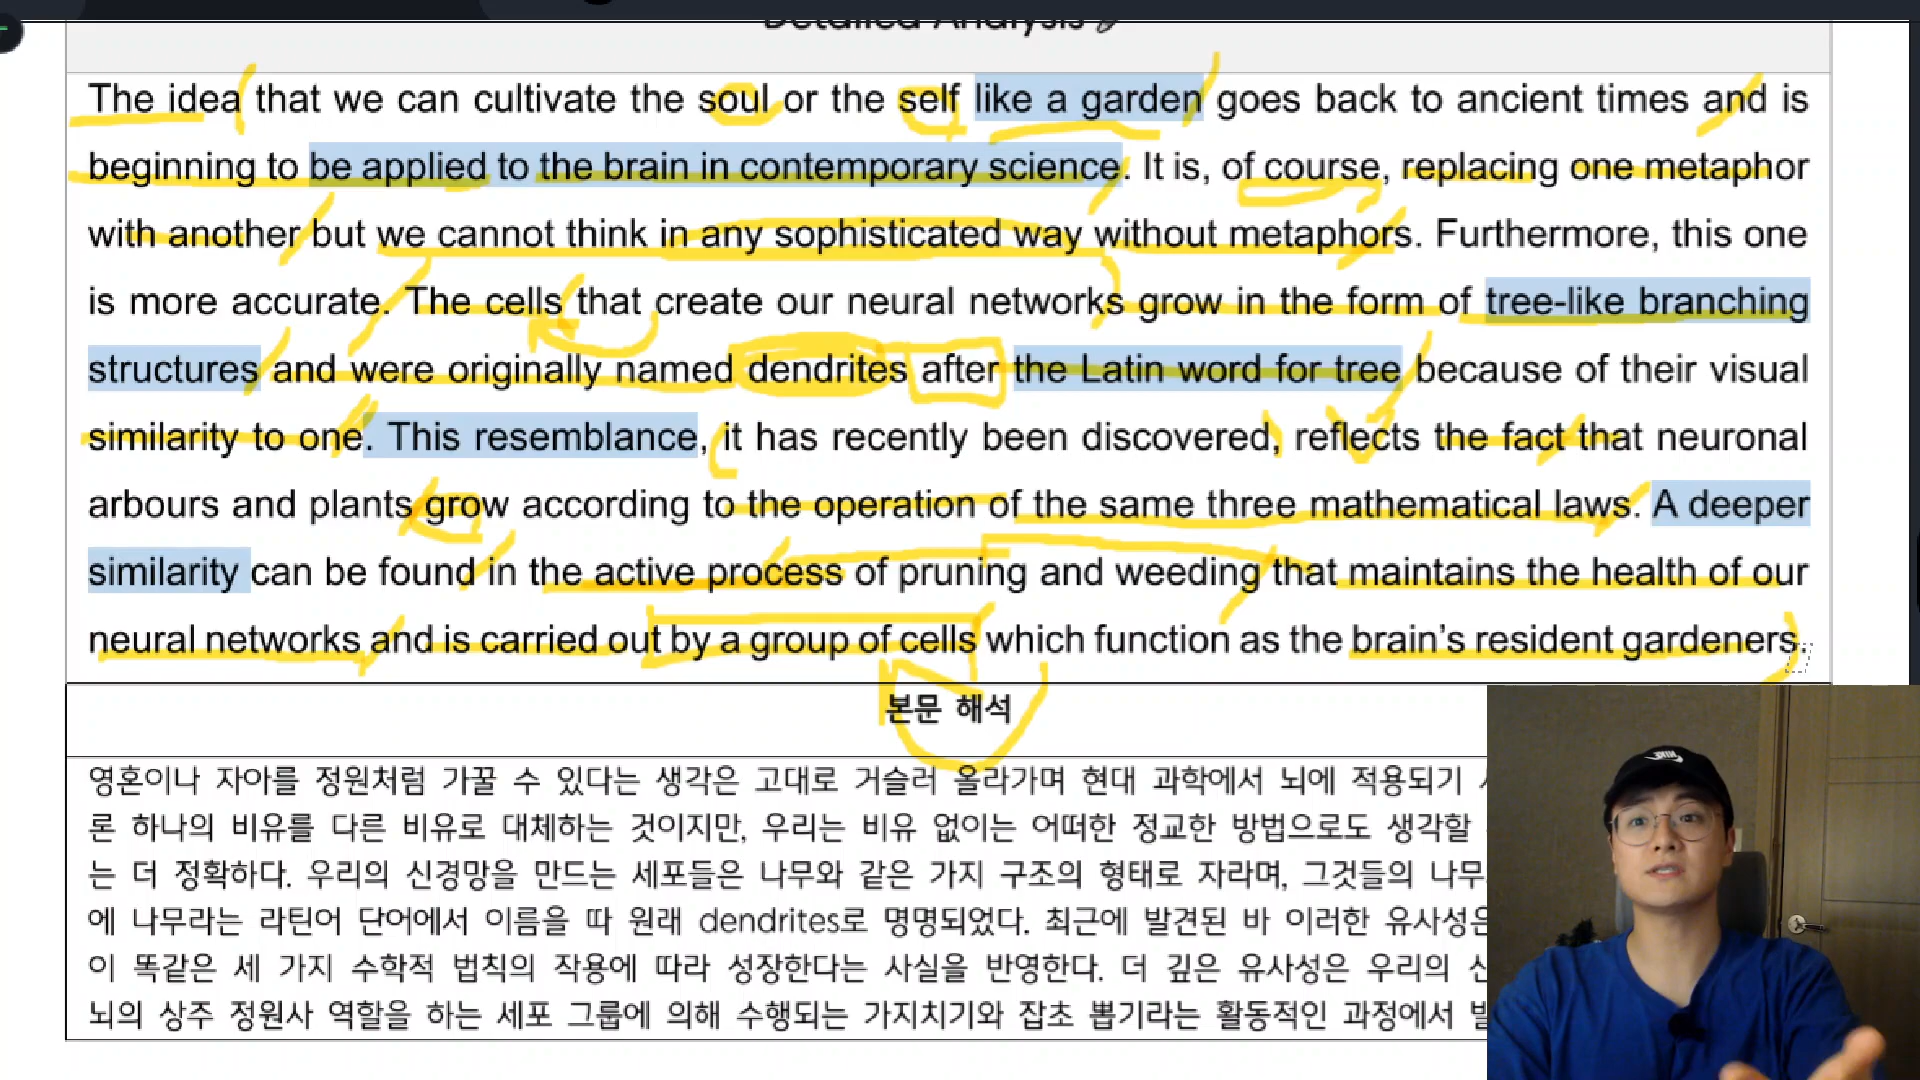 Detailed Analysis
The idea that we can cultivate the soul or the self like a garden goes back to ancient times and is
beginning to be applied to the brain in contemporary science. It is, of course, replacing one metaphor
with another but we cannot think in any sophisticated way without metaphors. Furthermore, this one
is more accurate. The cells that create our neural networks grow in the form of tree-like branching
structures and were originally named dendrites after the Latin word for tree because of their visual
similarity to one. This resemblance, it has recently been discovered, reflects the fact that neuronal
arbours and plants grow according to the operation of the same three mathematical laws. A deeper
similarity can be found in the active process of pruning and weeding that maintains the health of our
neural networks and is carried out by a group of cells which function as the brain's resident gardeners.
본문 해석
영혼이나 자아를 정원처럼 가꿀 수 있다는 생각은 고대로 거슬러 올라가며 현대 과학에서 뇌에 적용되기
론 하나의 비유를 다른 비유로 대체하는 것이지만, 우리는 비유 없이는 어떠한 정교한 방법으로도 생각할
는 더 정확하다. 우리의 신경망을 만드는 세포들은 나무와 같은 가지 구조의 형태로 자라며, 그것들의 나무
에 나무라는 라틴어 단어에서 이름을 따 원래 dendrites로 명명되었다. 최근에 발견된 바 이러한 유사성은
이 똑같은 세 가지 수학적 법칙의 작용에 따라 성장한다는 사실을 반영한다. 더 깊은 유사성은 우리의 신
뇌의 상주 정원사 역할을 하는 세포 그룹에 의해 수행되는 가지치기와 잡초 뽑기라는 활동적인 과정에서